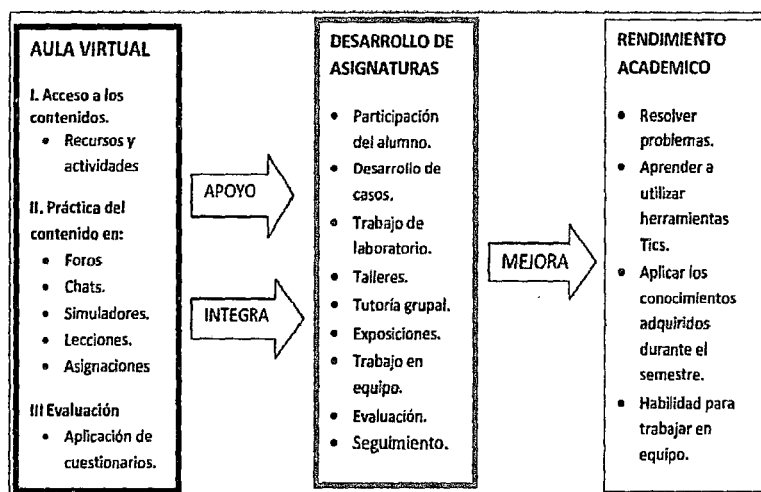 AULA VIRTUAL
I. Acceso a los
contenidos.
• Recursos y
actividades
II. Práctica del
contenido en:
• Foros
• Chats.
• Simuladores.
• Lecciones.
• Asignaciones
III Evaluación
• Aplicación de
cuestionarios.
APOYO
INTEGRA
DESARROLLO DE
ASIGNATURAS
• Participación
del alumno.
• Desarrollo de
casos.
• Trabajo de
laboratorio.
• Talleres.
• Tutoría grupal.
• Exposiciones.
• Trabajo en
equipo.
• Evaluación.
• Seguimiento.
MEJORA
RENDIMIENTO
ACADEMICO
• Resolver
problemas.
• Aprender a
utilizar
herramientas
Tics.
• Aplicar los
conocimientos
adquiridos
durante el
semestre.
• Habilidad para
trabajar en
equipo.